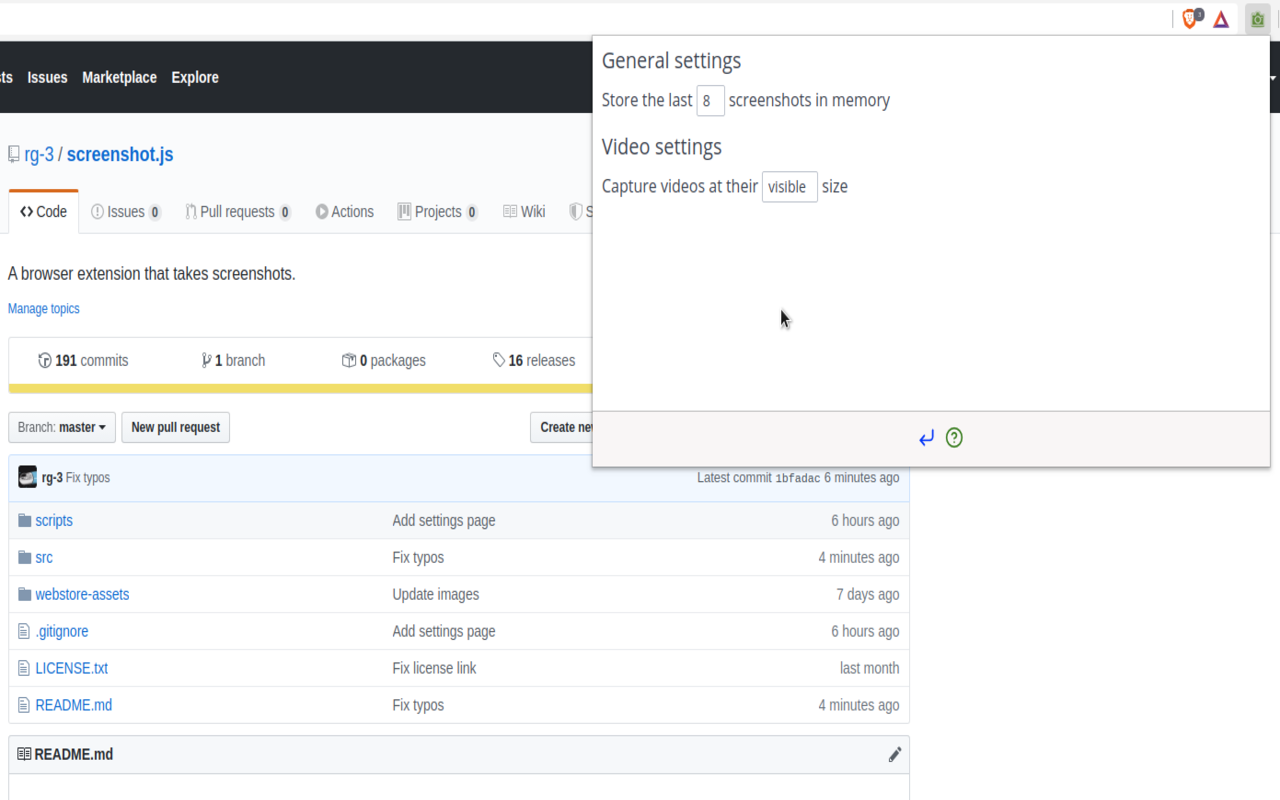 ts Issues Marketplace Explore
rg-3 / screenshot.js
Code Issues 0 Pull requests 0 Actions Projects 0 Wiki S
A browser extension that takes screenshots.
Manage topics
191 commits 1 branch 0 packages 16 releases
Branch: master New pull request Create ne
rg-3 Fix typos Latest commit 1bfadac 6 minutes ago
scripts Add settings page 6 hours ago
src Fix typos 4 minutes ago
webstore-assets Update images 7 days ago
.gitignore Add settings page 6 hours ago
LICENSE.txt Fix license link last month
README.md Fix typos 4 minutes ago
README.md
General settings
Store the last 8 screenshots in memory
Video settings
Capture videos at their visible size